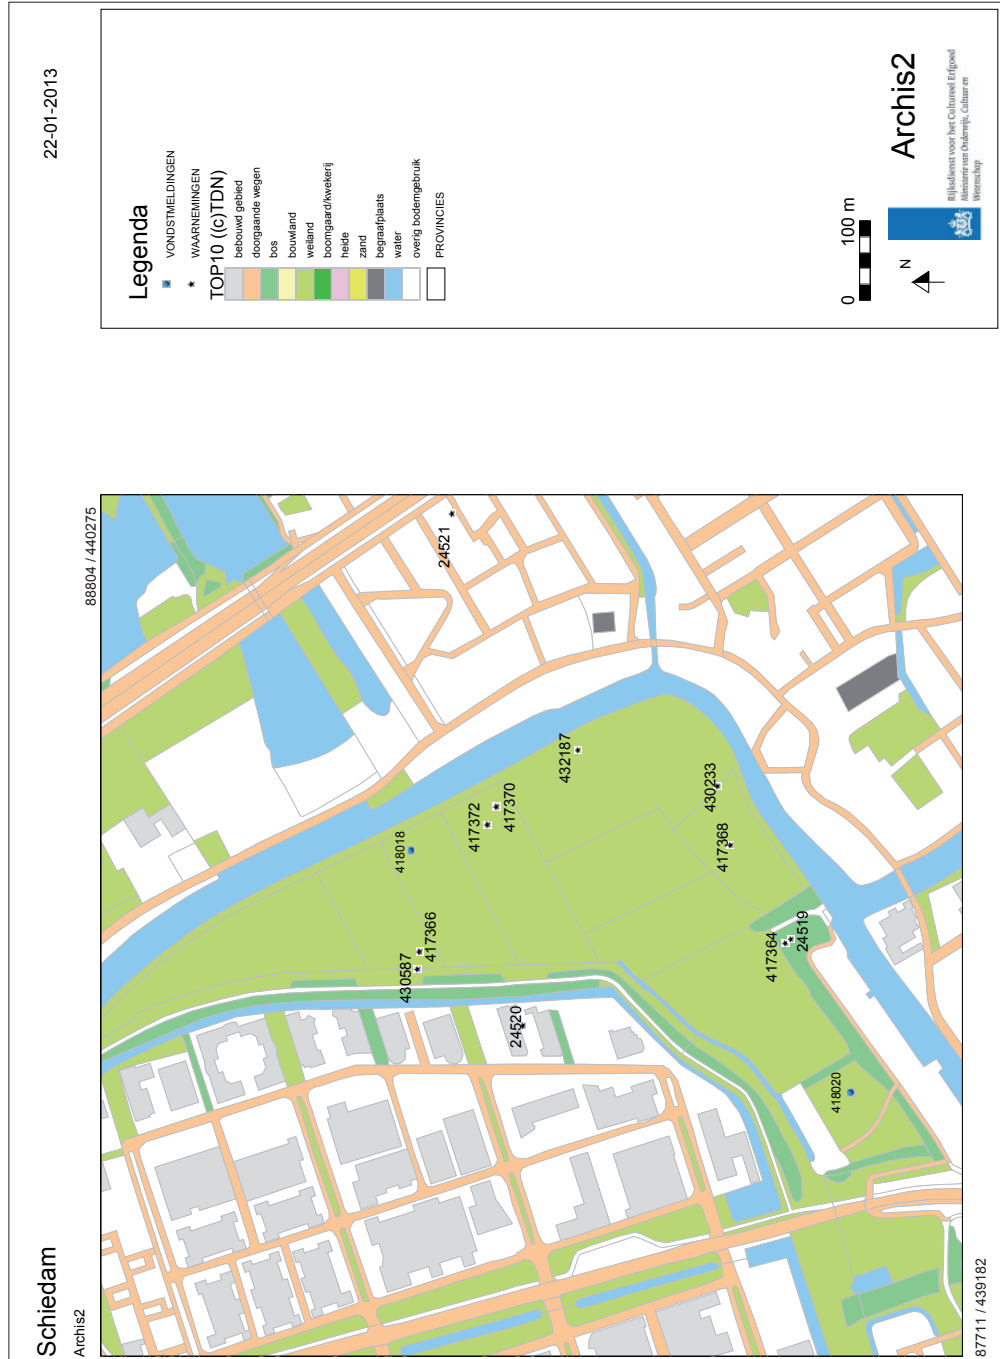 Schiedam
Archis2
22-01-2013
88804 / 440275
87711 / 439182
430587
417366
418018
417372
417370
432187
24521
24520
430233
417368
417364
24519
418020
Legenda
VONDSTMELDINGEN
WAARNEMINGEN
TOP10 ((c)TDN)
bebouwd gebied
doorgaande wegen
bos
bouwland
weiland
boomgaard/kwekerij
heide
zand
begraafplaats
water
overig bodemgebruik
PROVINCIES
0 100 m
N
Archis2
Rijksdienst voor het Cultureel Erfgoed
Ministerie van Onderwijs, Cultuur en
Wetenschap